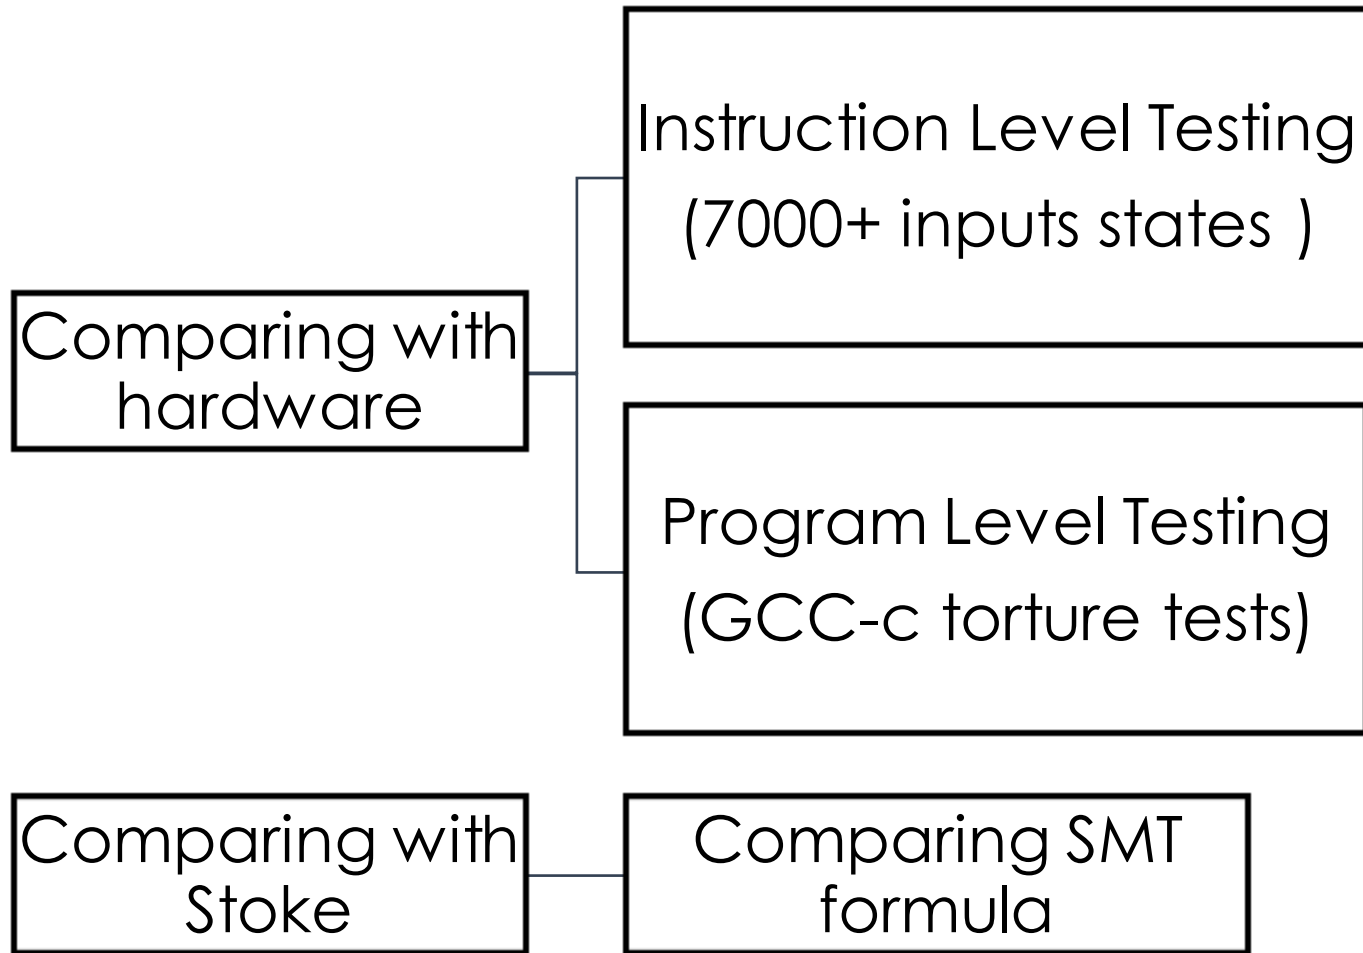 Comparing with
hardware
Instruction Level Testing
(7000+ inputs states )
Program Level Testing
(GCC-c torture tests)
Comparing with
Stoke
Comparing SMT
formula